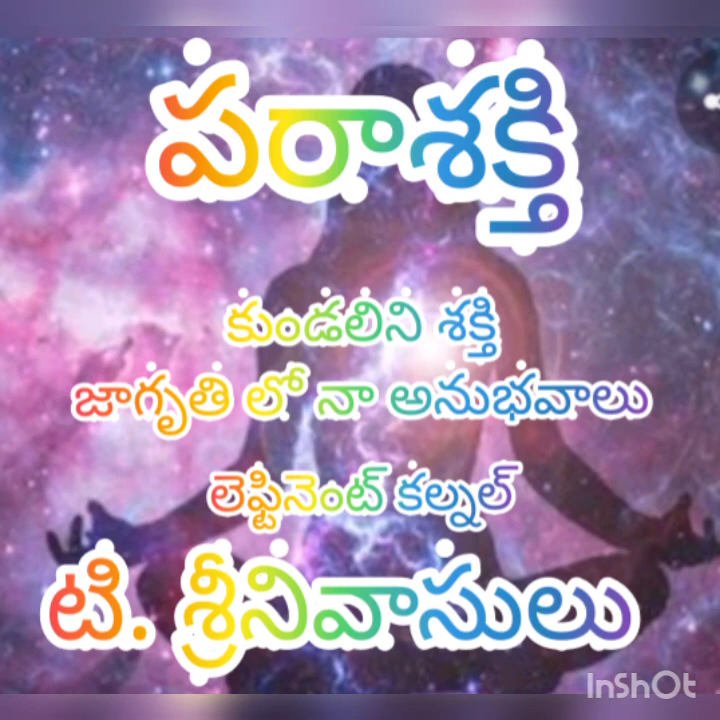 పరాశక్తి
కుండలిని శక్తి
జాగృతి లో నా అనుభవాలు
లెఫ్టినెంట్ కల్నల్
టి. శ్రీనివాసులు
InShOt